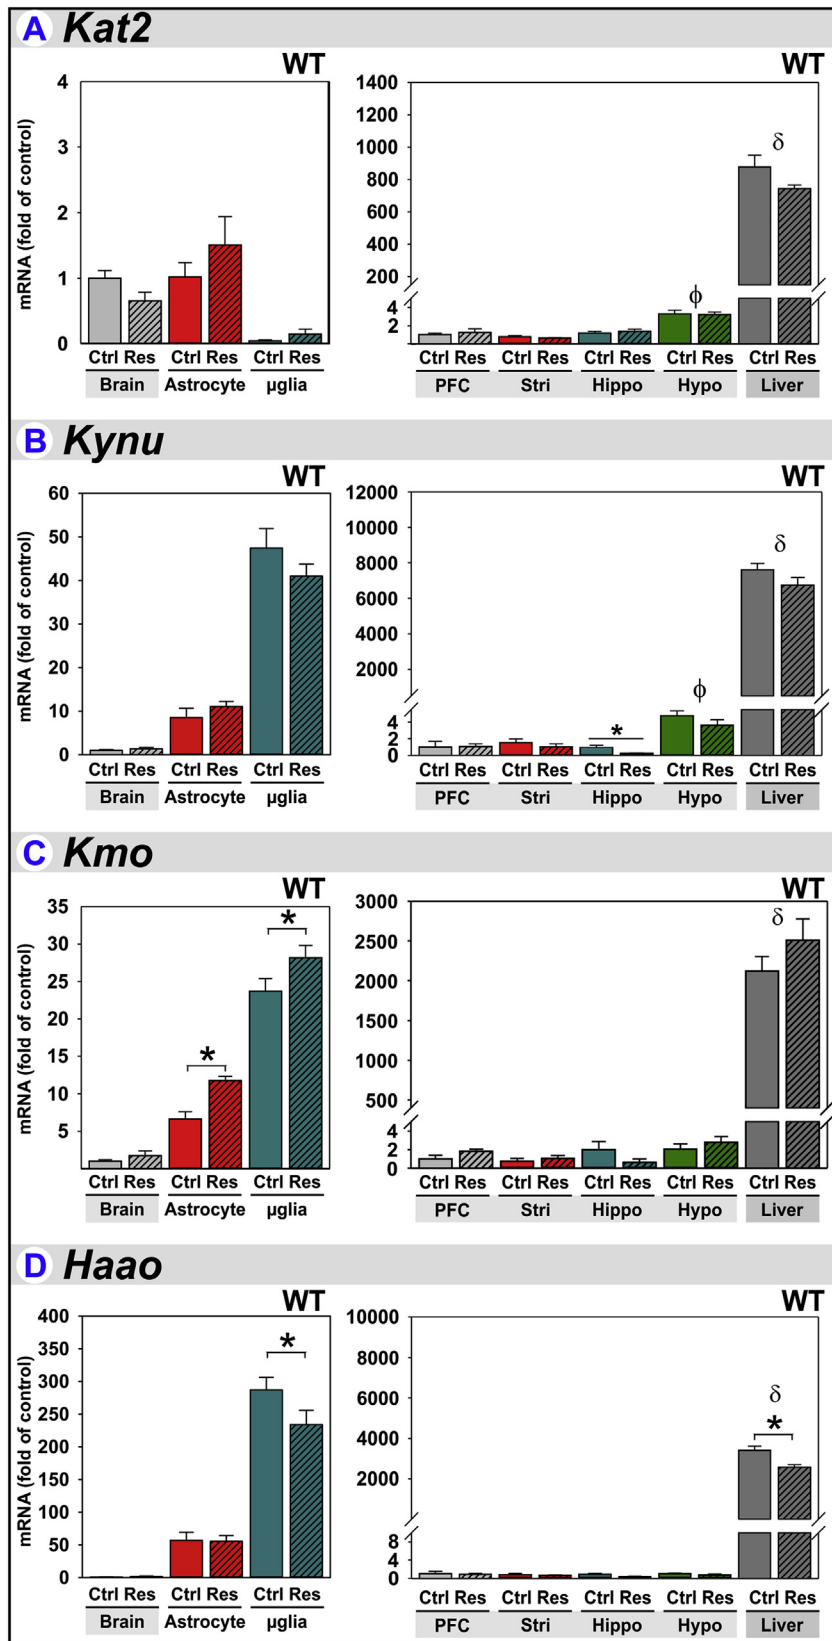 A Kat2
WT
WT
mRNA (fold of control)
4
3
2
1
0
Ctrl Res Ctrl Res Ctrl Res
Brain Astrocyte µglia
1400
1200
1000
800
600
400
200
4
2
ϕ
δ
Ctrl Res Ctrl Res Ctrl Res Ctrl Res Ctrl Res
PFC Stri Hippo Hypo Liver
B Kynu
WT
WT
mRNA (fold of control)
60
50
40
30
20
10
0
Ctrl Res Ctrl Res Ctrl Res
Brain Astrocyte µglia
12000
10000
8000
6000
4000
2000
4
2
0
*
ϕ
δ
Ctrl Res Ctrl Res Ctrl Res Ctrl Res Ctrl Res
PFC Stri Hippo Hypo Liver
C Kmo
WT
WT
mRNA (fold of control)
35
30
25
20
15
10
5
*
*
Ctrl Res Ctrl Res Ctrl Res
Brain Astrocyte µglia
3000
2500
2000
1500
1000
500
4
2
0
δ
Ctrl Res Ctrl Res Ctrl Res Ctrl Res Ctrl Res
PFC Stri Hippo Hypo Liver
D Haao
WT
WT
mRNA (fold of control)
400
350
300
250
200
150
100
50
0
*
Ctrl Res Ctrl Res Ctrl Res
Brain Astrocyte µglia
10000
8000
6000
4000
2000
8
4
0
δ
*
Ctrl Res Ctrl Res Ctrl Res Ctrl Res Ctrl Res
PFC Stri Hippo Hypo Liver